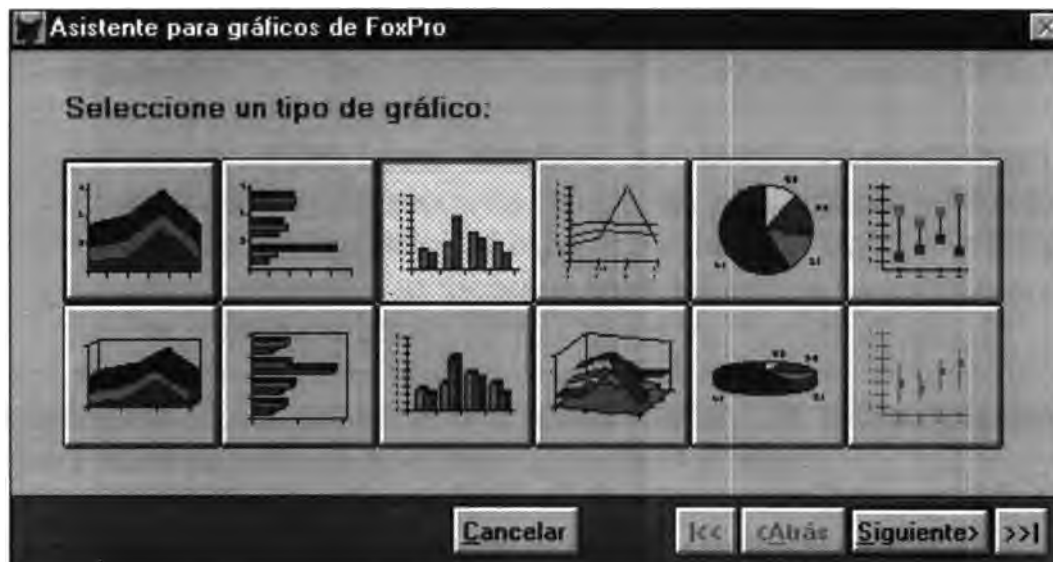 Asistente para gráficos de FoxPro
Seleccione un tipo de gráfico:
Cancelar
|<<
<Atrás
Siguiente>
>>|